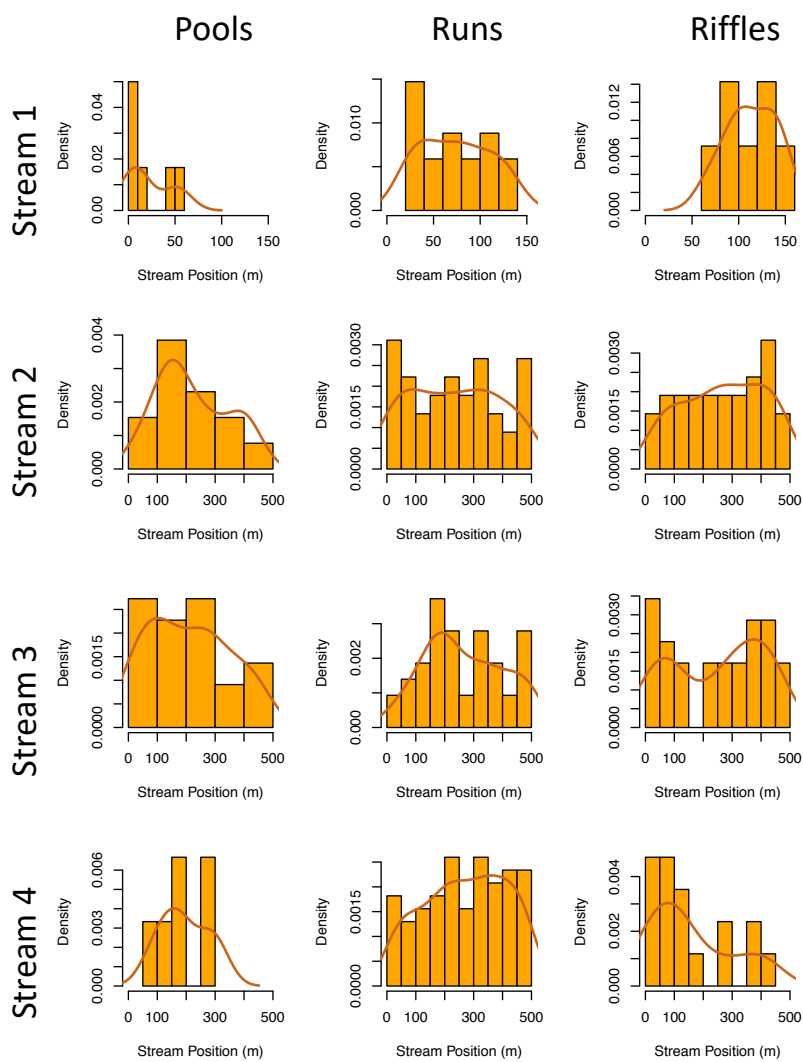 Pools Runs Riffles
Stream 1
Density
0.00 0.02 0.04
0 50 100 150
Stream Position (m)
Density
0.000 0.005 0.010
0 50 100 150
Stream Position (m)
Density
0.000 0.006 0.012
0 50 100 150
Stream Position (m)
Stream 2
Density
0.000 0.002 0.004
0 100 300 500
Stream Position (m)
Density
0.0000 0.0015 0.0030
0 100 300 500
Stream Position (m)
Density
0.0000 0.0015 0.0030
0 100 300 500
Stream Position (m)
Stream 3
Density
0.0000 0.0015
0 100 300 500
Stream Position (m)
Density
0.000 0.002
0 100 300 500
Stream Position (m)
Density
0.0000 0.0015 0.0030
0 100 300 500
Stream Position (m)
Stream 4
Density
0.000 0.003 0.006
0 100 300 500
Stream Position (m)
Density
0.0000 0.0015
0 100 300 500
Stream Position (m)
Density
0.000 0.002 0.004
0 100 300 500
Stream Position (m)